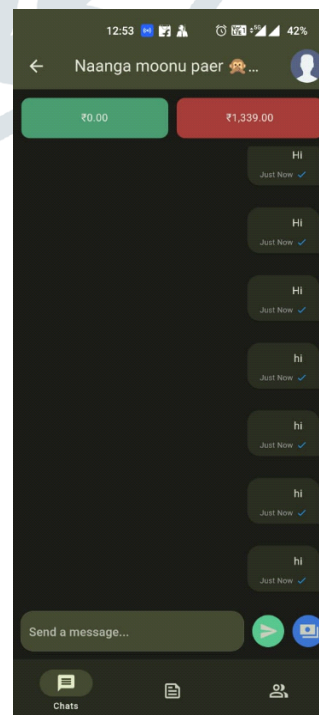 12:53 42%
Naanga moonu paer 🙊...
₹0.00 ₹1,339.00
Hi
Just Now
Hi
Just Now
Hi
Just Now
hi
Just Now
hi
Just Now
hi
Just Now
hi
Just Now
Send a message...
Chats